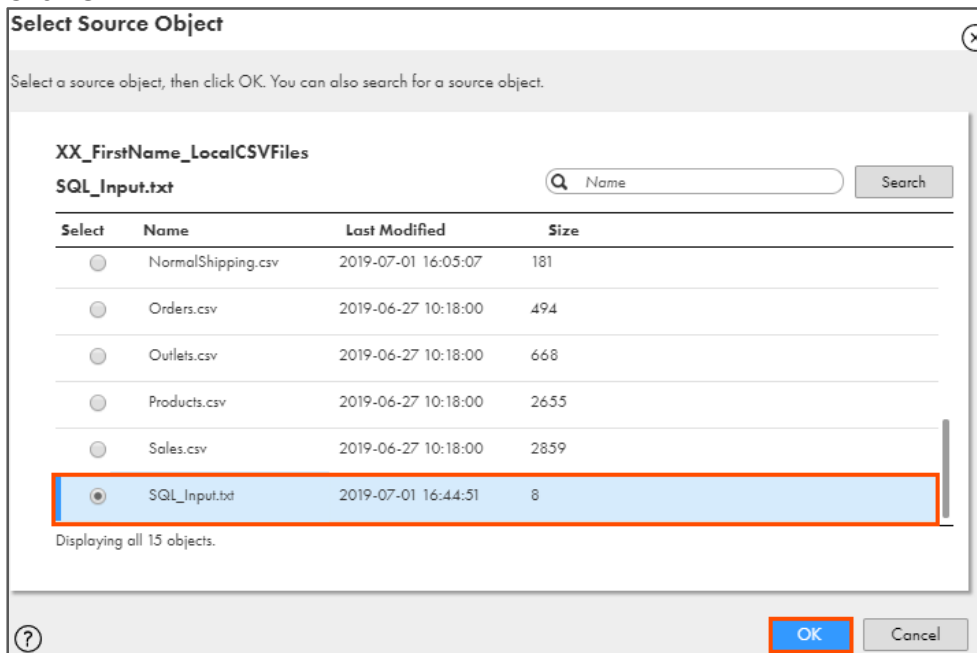 Select Source Object
Select a source object, then click OK. You can also search for a source object.
XX_FirstName_LocalCSVFiles
SQL_Input.txt
Name
Search
Select Name Last Modified Size
NormalShipping.csv 2019-07-01 16:05:07 181
Orders.csv 2019-06-27 10:18:00 494
Outlets.csv 2019-06-27 10:18:00 668
Products.csv 2019-06-27 10:18:00 2655
Sales.csv 2019-06-27 10:18:00 2859
SQL_Input.txt 2019-07-01 16:44:51 8
Displaying all 15 objects.
?
OK
Cancel